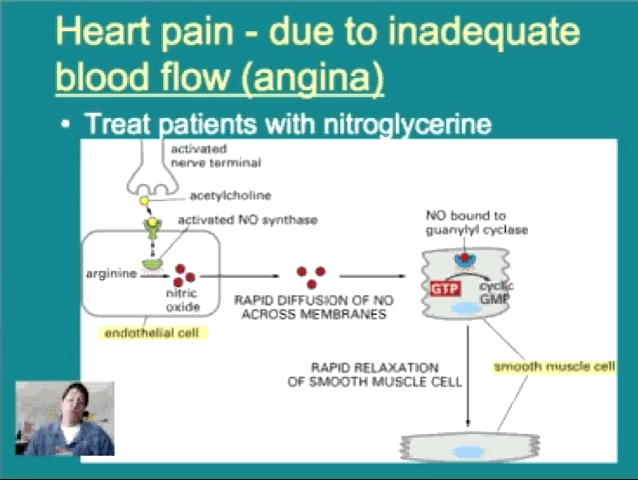 Heart pain - due to inadequate
blood flow (angina)
• Treat patients with nitroglycerine
activated
nerve terminal
acetylcholine
activated NO synthase
NO bound to
guanylyl cyclase
arginine
nitric
oxide
RAPID DIFFUSION OF NO
ACROSS MEMBRANES
GTP
cyclic
GMP
endothelial cell
RAPID RELAXATION
OF SMOOTH MUSCLE CELL
smooth muscle cell